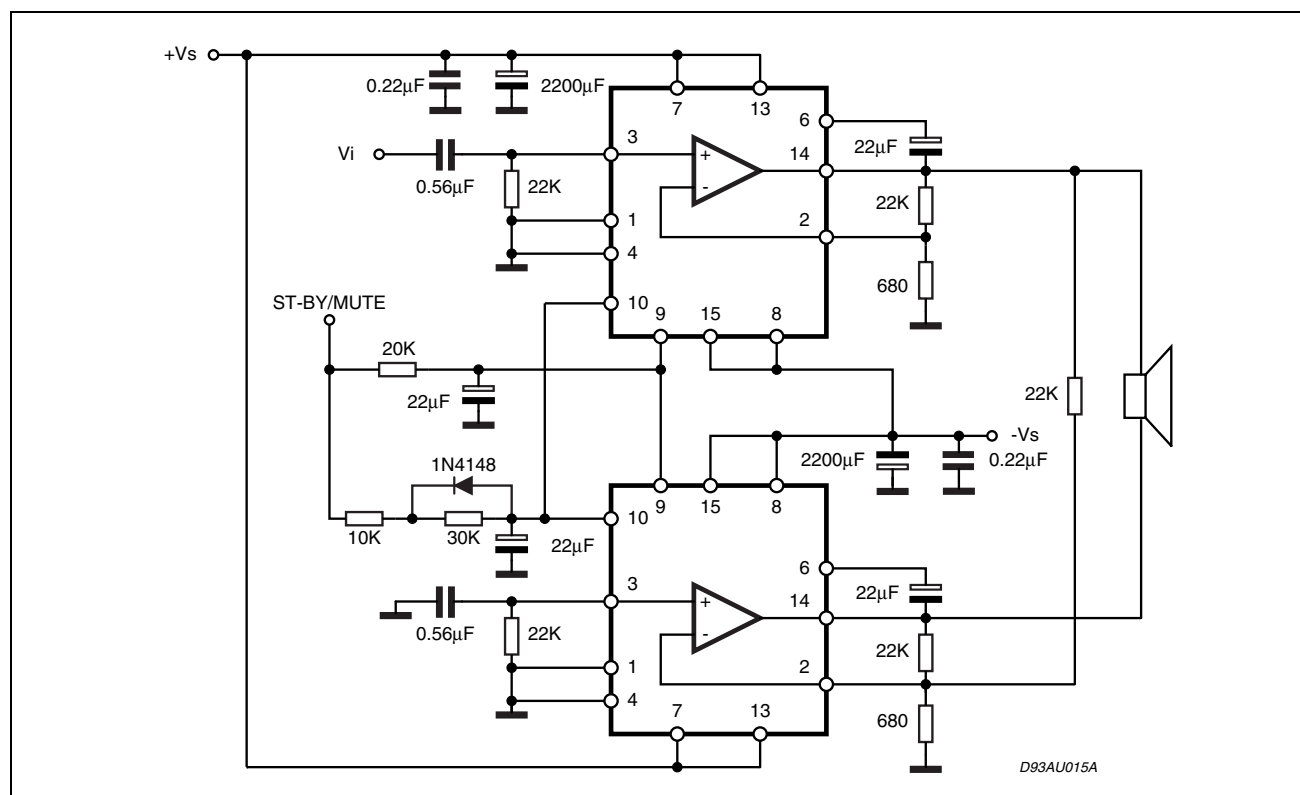 +Vs
0.22µF
2200µF
7
13
6
22µF
3
14
Vi
0.56µF
22K
+
-
22K
1
2
4
680
10
ST-BY/MUTE
9
15
8
20K
22µF
22K
-Vs
1N4148
2200µF
0.22µF
9
15
8
10
10K
30K
22µF
6
22µF
3
14
0.56µF
22K
+
-
22K
1
2
4
7
13
680
D93AU015A